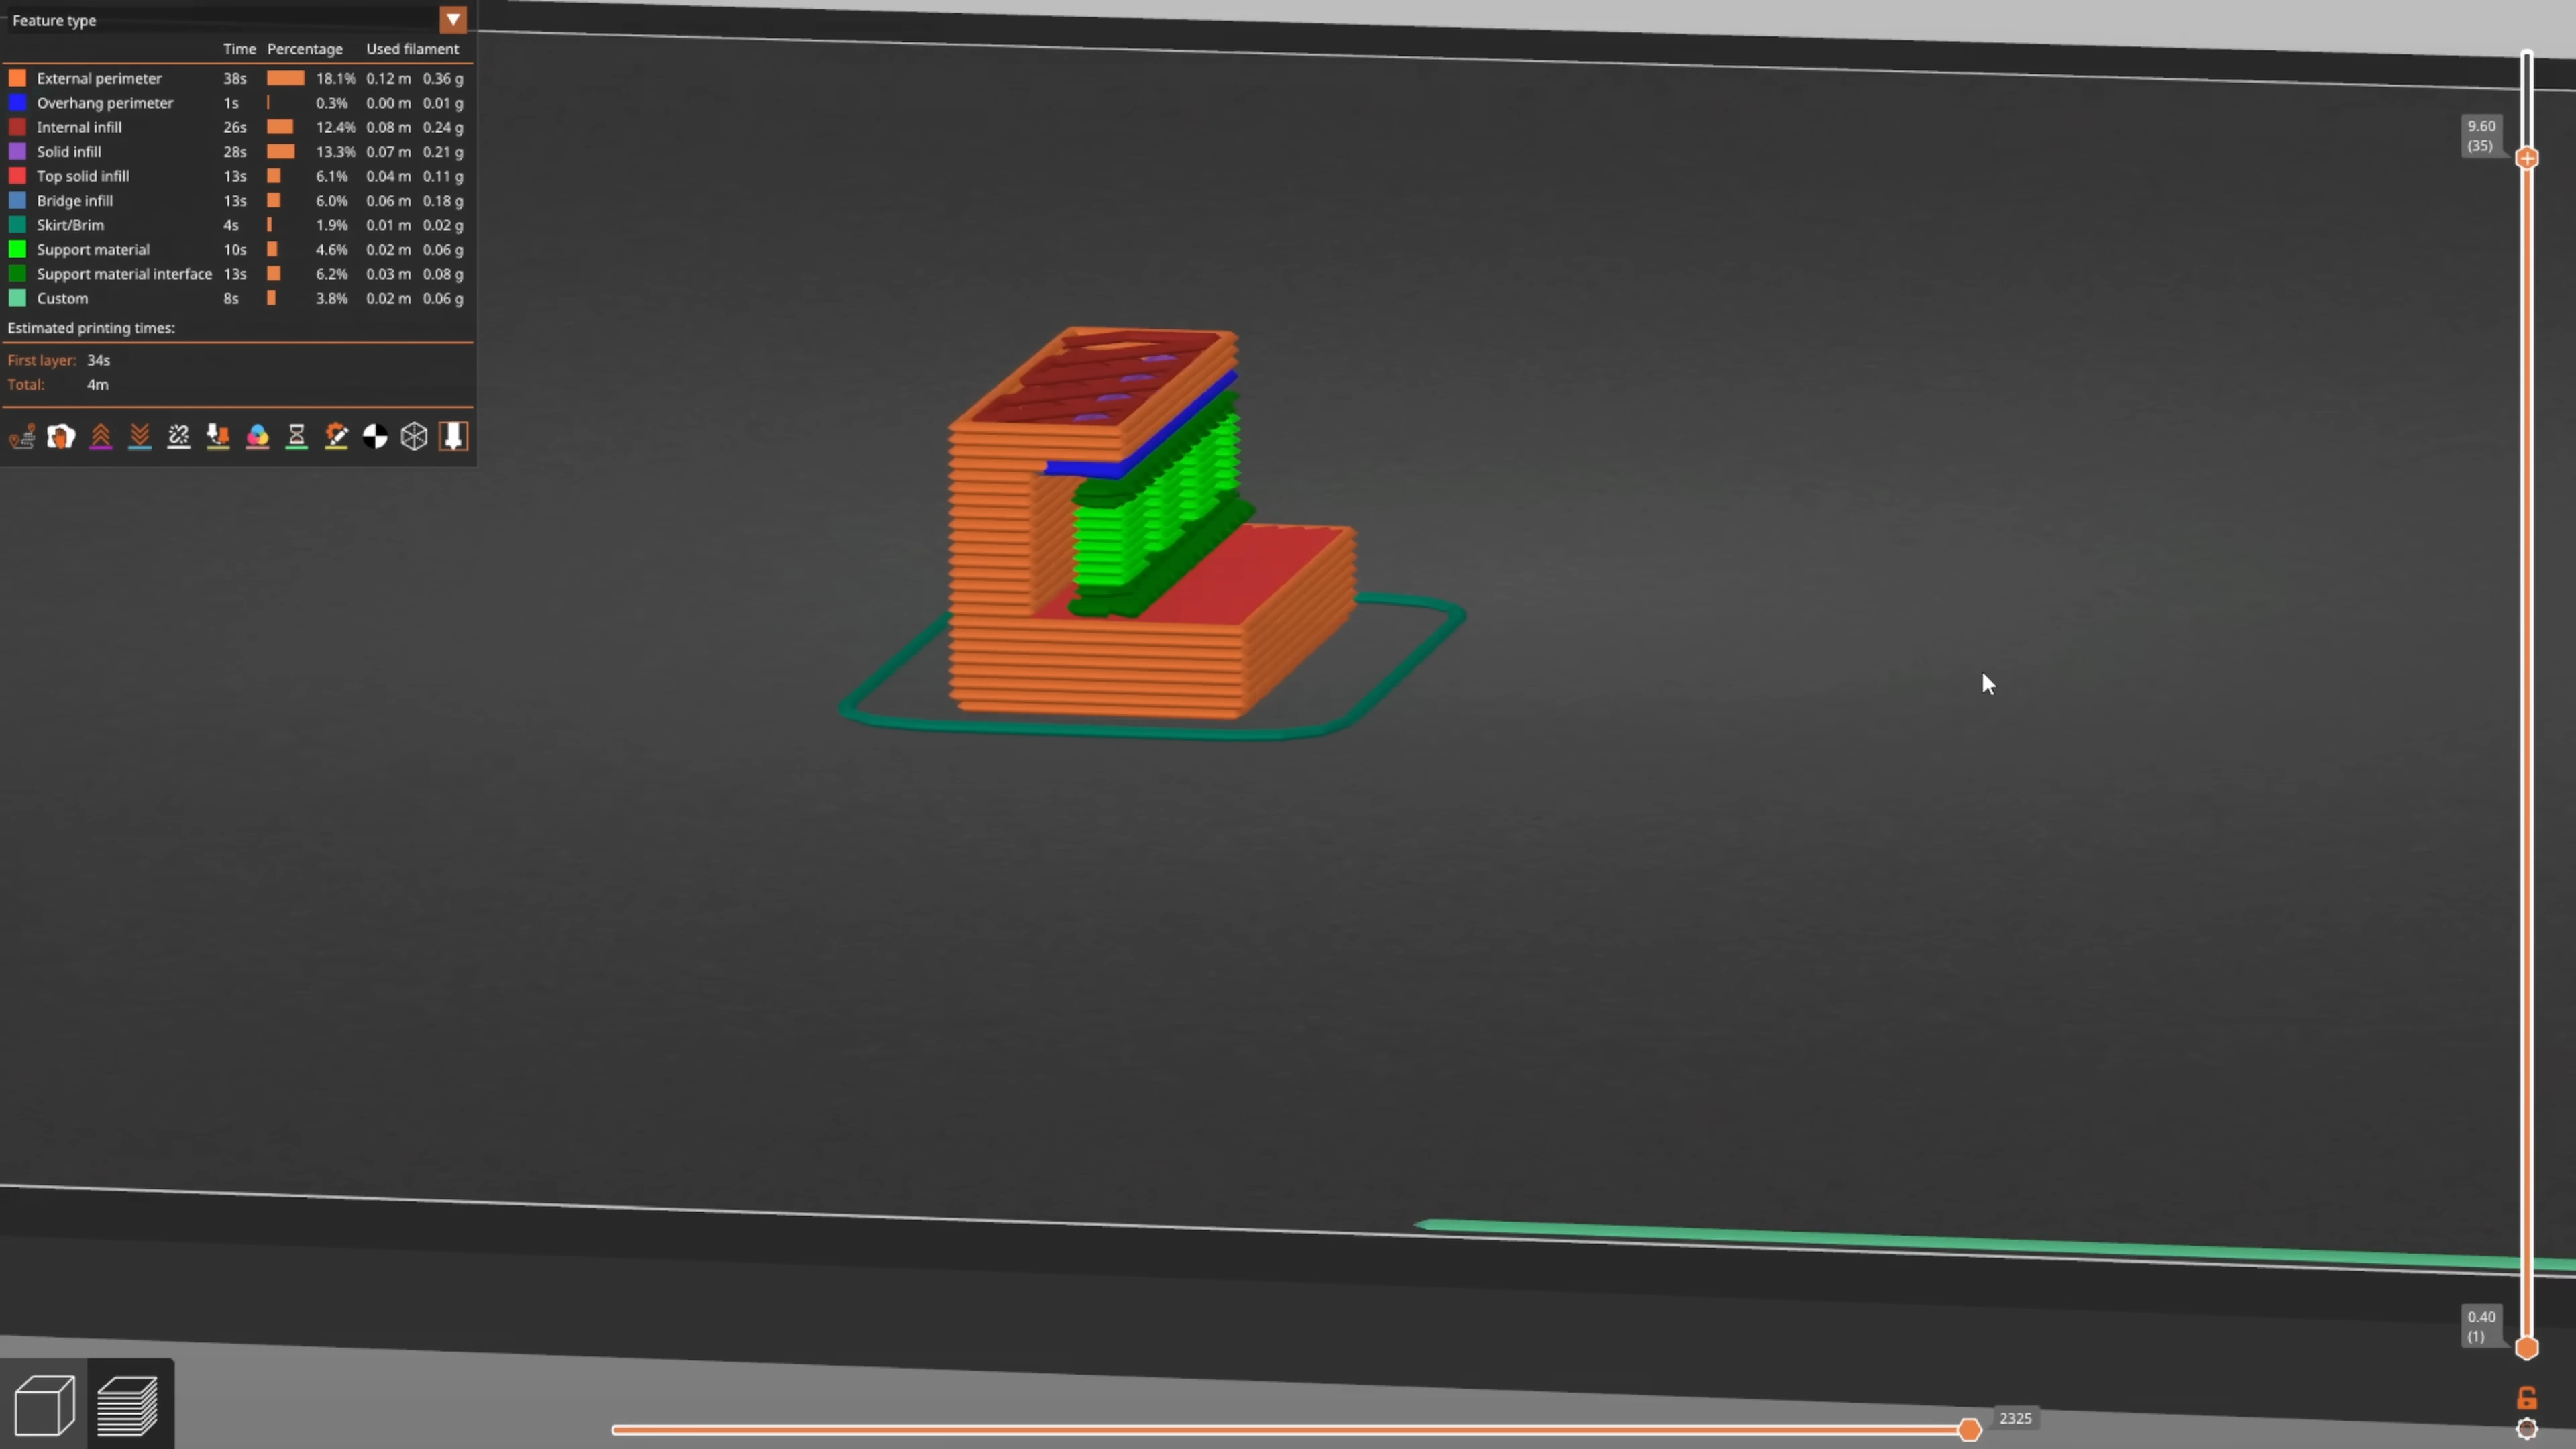 Feature type
Time Percentage Used filament
External perimeter 38s 18.1% 0.12 m 0.36 g
Overhang perimeter 1s 0.3% 0.00 m 0.01 g
Internal infill 26s 12.4% 0.08 m 0.24 g
Solid infill 28s 13.3% 0.07 m 0.21 g
Top solid infill 13s 6.1% 0.04 m 0.11 g
Bridge infill 13s 6.0% 0.06 m 0.18 g
Skirt/Brim 4s 1.9% 0.01 m 0.02 g
Support material 10s 4.6% 0.02 m 0.06 g
Support material interface 13s 6.2% 0.03 m 0.08 g
Custom 8s 3.8% 0.02 m 0.06 g
Estimated printing times:
First layer: 34s
Total: 4m
9.60
(35)
0.40
(1)
2325